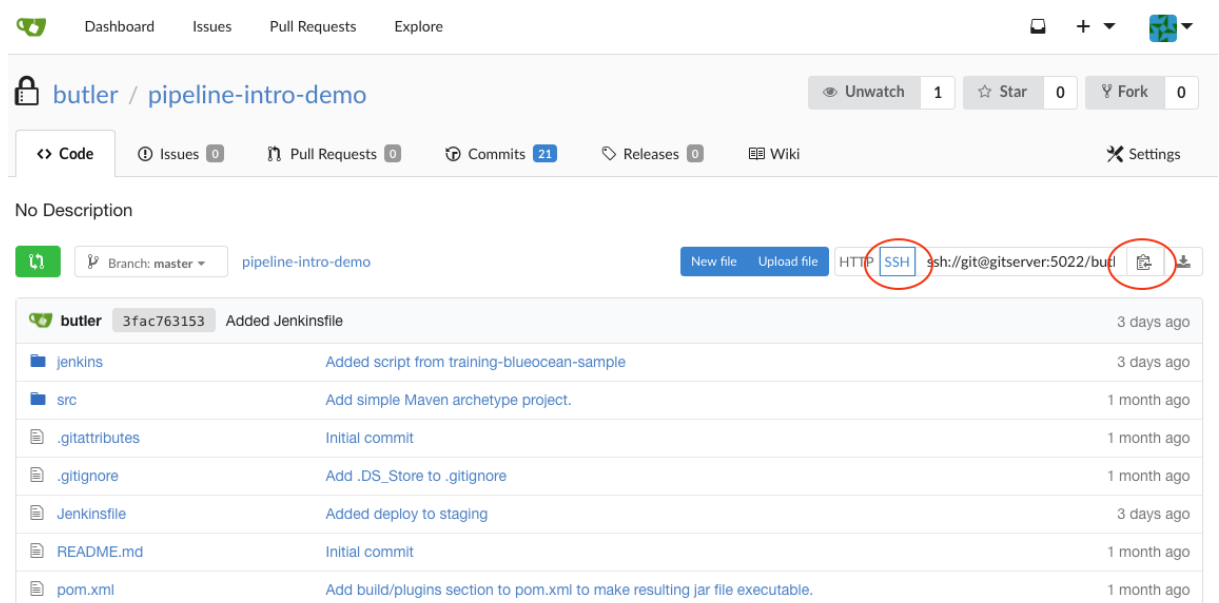 Dashboard Issues Pull Requests Explore
butler / pipeline-intro-demo Unwatch 1 Star 0 Fork 0
Code Issues 0 Pull Requests 0 Commits 21 Releases 0 Wiki Settings
No Description
Branch: master pipeline-intro-demo New file Upload file HTTP SSH ssh://git@gitserver:5022/butl
butler 3fac763153 Added Jenkinsfile 3 days ago
jenkins Added script from training-blueocean-sample 3 days ago
src Add simple Maven archetype project. 1 month ago
.gitattributes Initial commit 1 month ago
.gitignore Add .DS_Store to .gitignore 1 month ago
Jenkinsfile Added deploy to staging 3 days ago
README.md Initial commit 1 month ago
pom.xml Add build/plugins section to pom.xml to make resulting jar file executable. 1 month ago